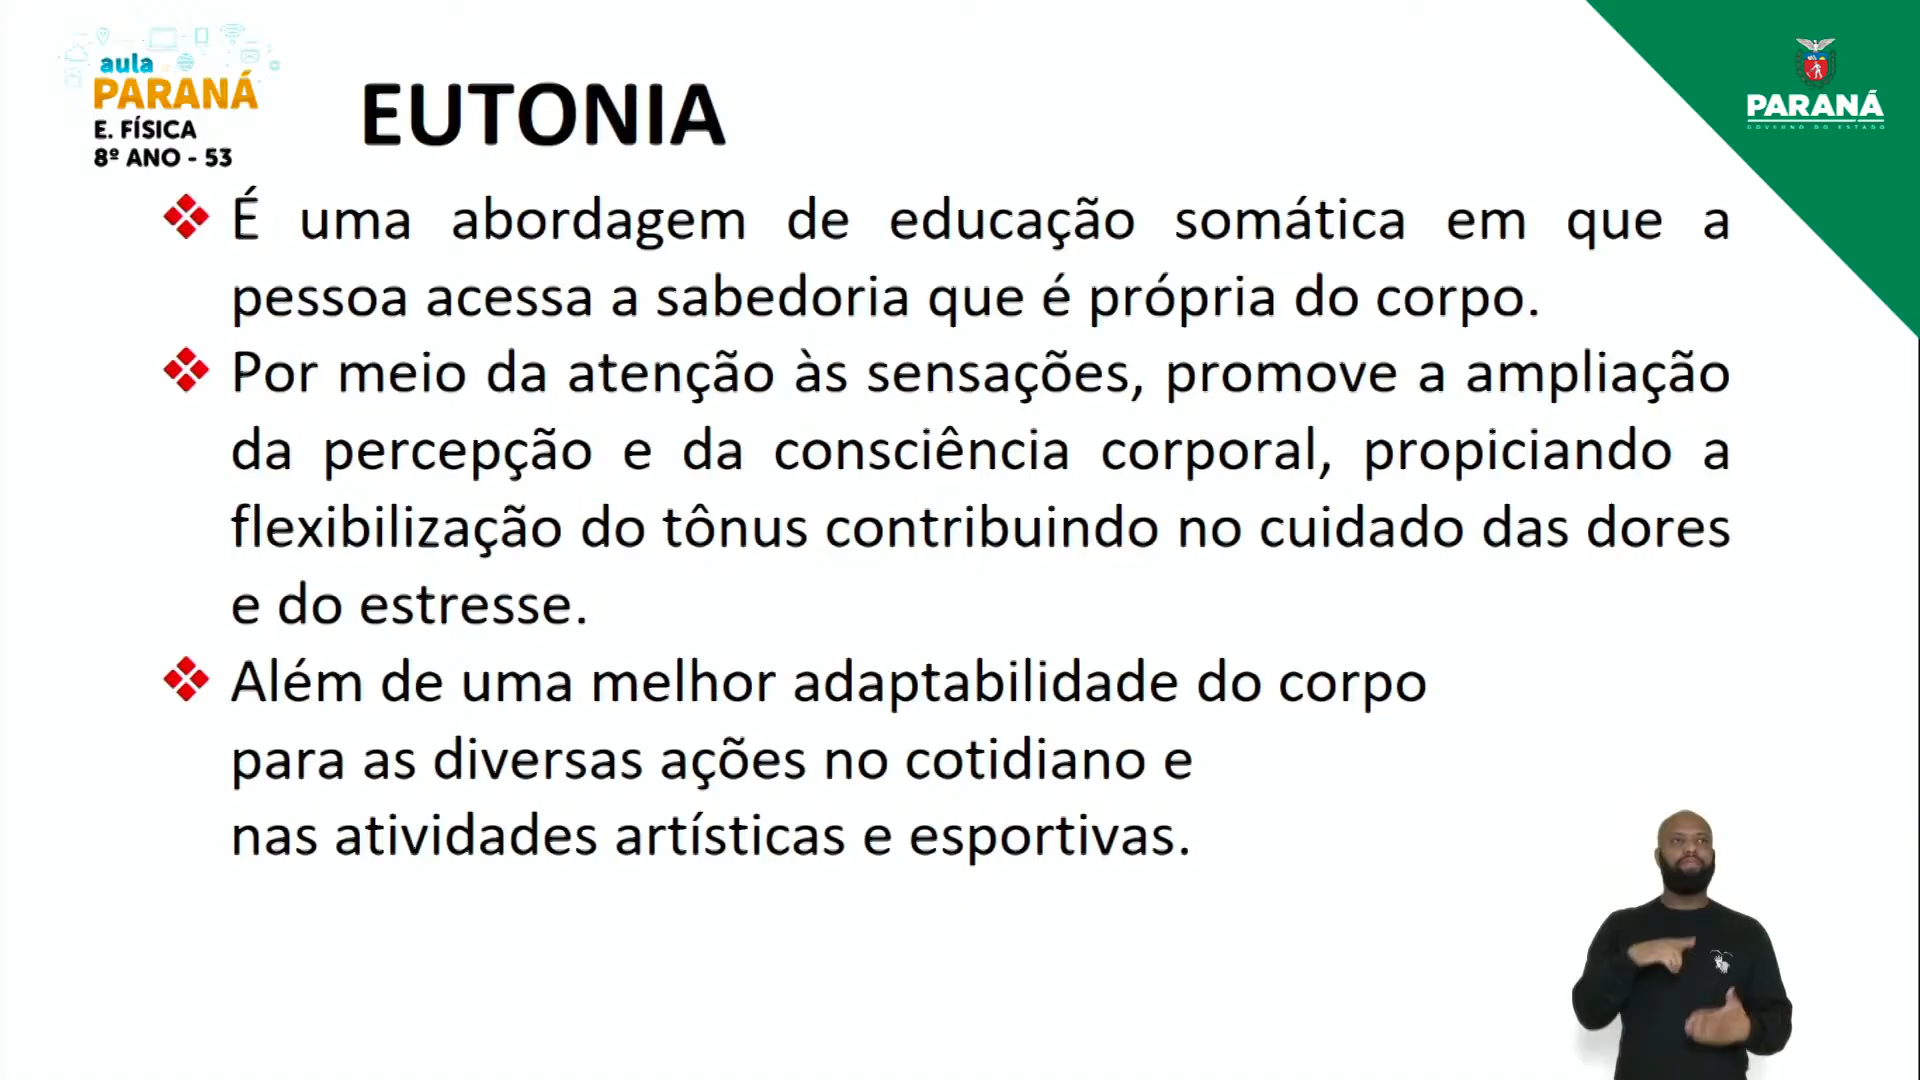 aula
PARANÁ
E. FÍSICA
8º ANO - 53
EUTONIA
PARANÁ
GOVERNO DO ESTADO
É uma abordagem de educação somática em que a
pessoa acessa a sabedoria que é própria do corpo.
Por meio da atenção às sensações, promove a ampliação
da percepção e da consciência corporal, propiciando a
flexibilização do tônus contribuindo no cuidado das dores
e do estresse.
Além de uma melhor adaptabilidade do corpo
para as diversas ações no cotidiano e
nas atividades artísticas e esportivas.